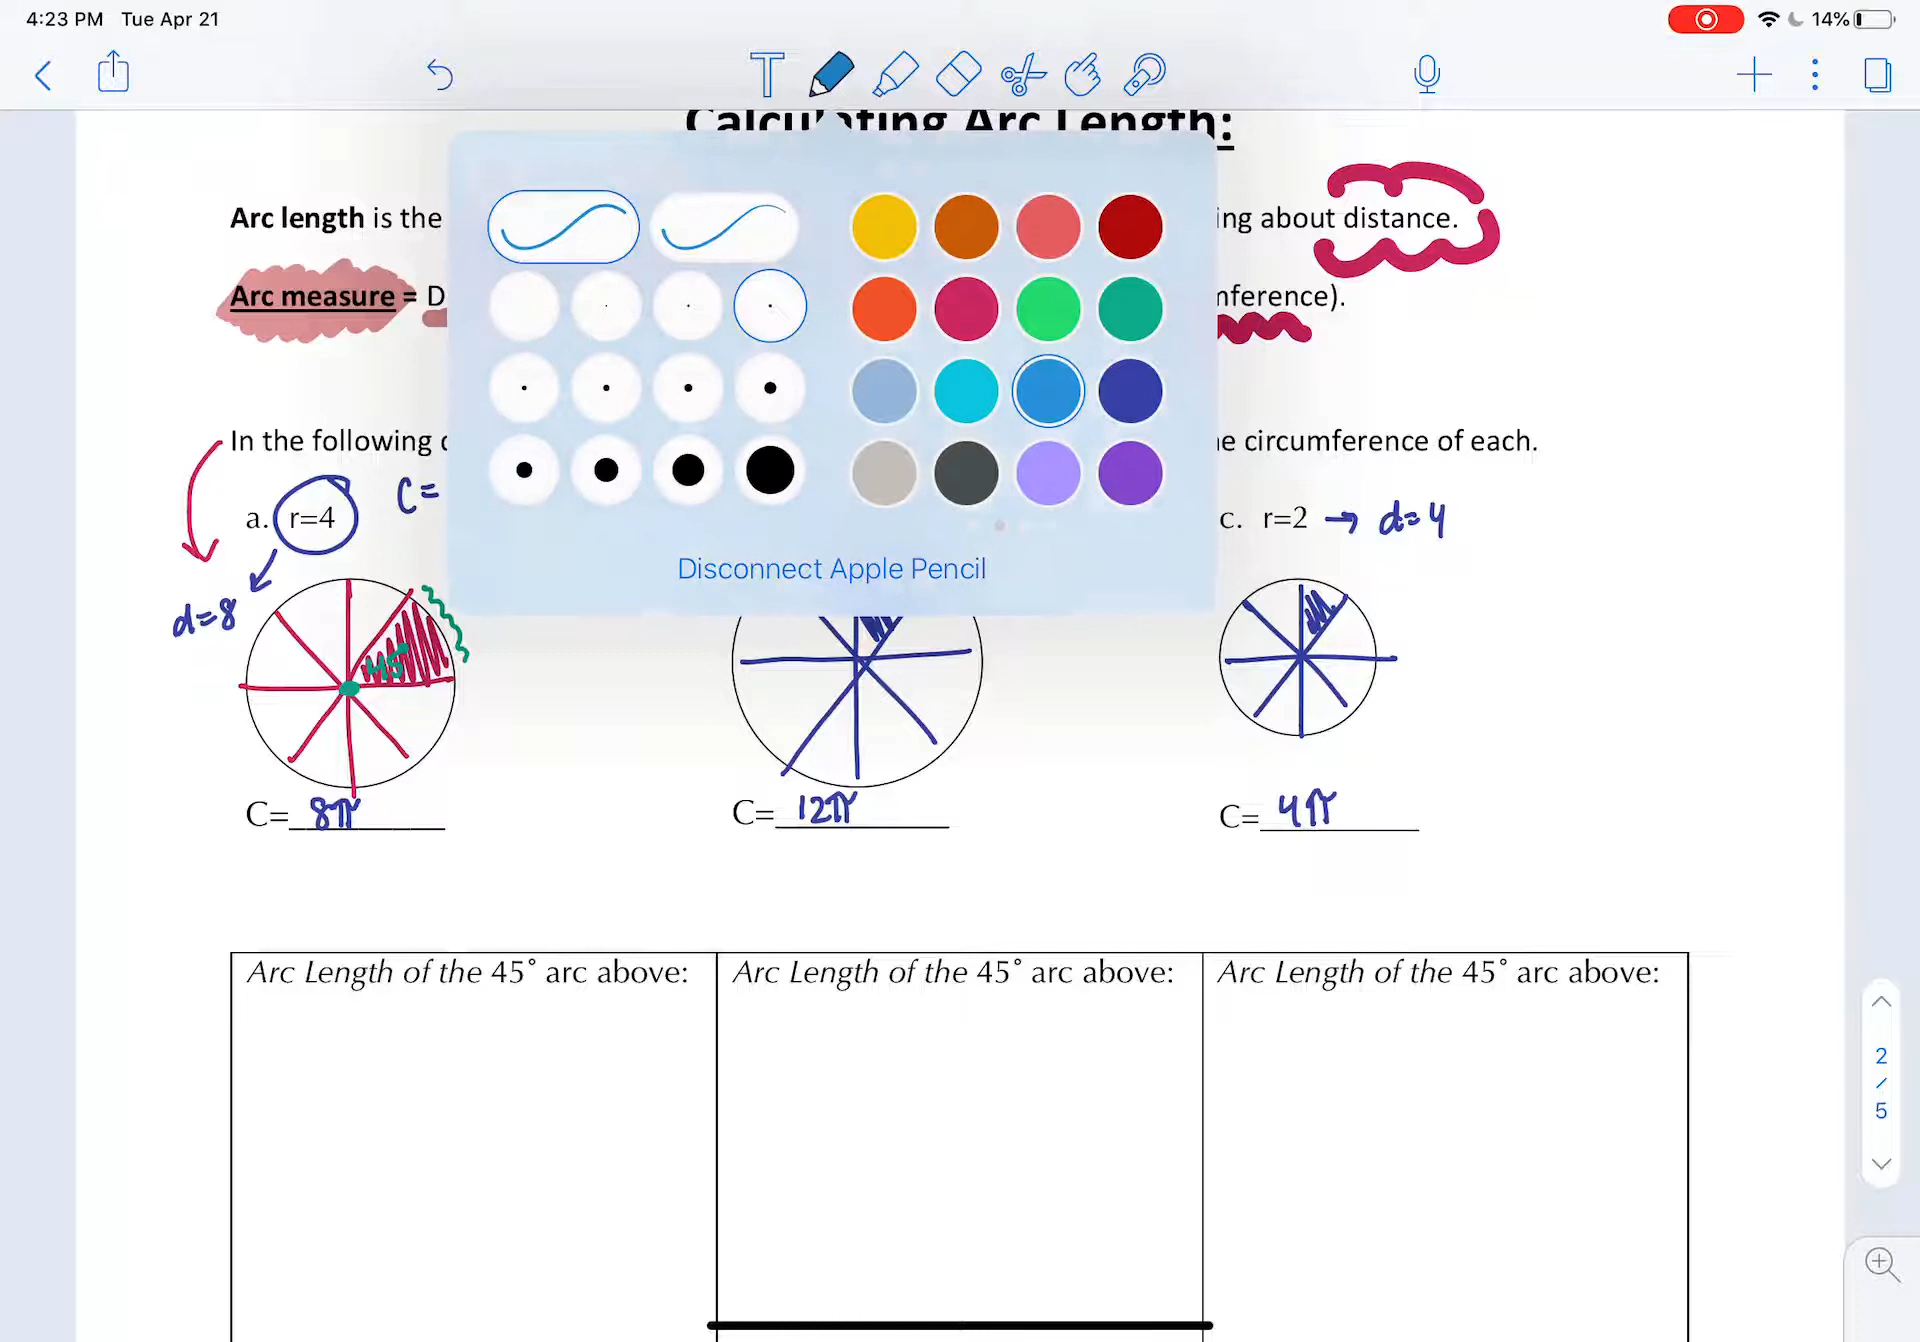 4:23 PM Tue Apr 21
14%
T
Calculating Arc Length:
Arc length is the
ing about distance.
Arc measure = D
nference).
In the following c
e circumference of each.
C=
a. r=4
c. r=2 → d=4
Disconnect Apple Pencil
d=8
45°
C= 8π
C= 12π
C= 4π
Arc Length of the 45° arc above:
Arc Length of the 45° arc above:
Arc Length of the 45° arc above:
2
/
5